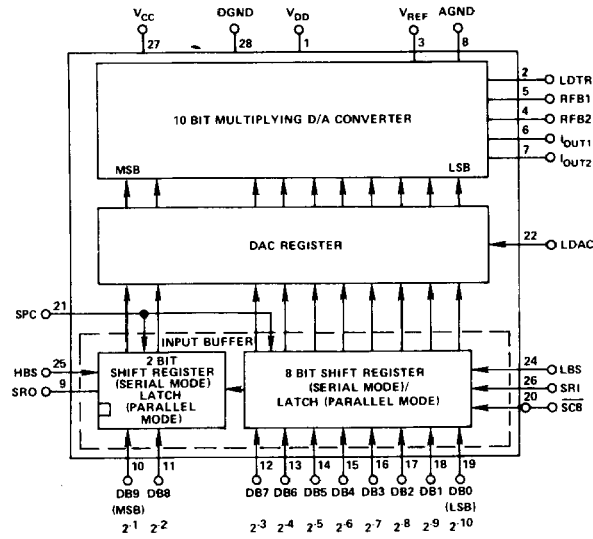 VCC DGND VDD VREF AGND
27 28 1 3 8
10 BIT MULTIPLYING D/A CONVERTER
MSB LSB
2 LDTR
5 RFB1
4 RFB2
6 IOUT1
7 IOUT2
DAC REGISTER
22 LDAC
SPC 21
INPUT BUFFER
HBS 25
SRO 9
2 BIT
SHIFT REGISTER
(SERIAL MODE)
LATCH
(PARALLEL
MODE)
8 BIT SHIFT REGISTER
(SERIAL MODE)/
LATCH (PARALLEL MODE)
24 LBS
26 SRI
20 SCB
10 11 12 13 14 15 16 17 18 19
DB9 DB8 DB7 DB6 DB5 DB4 DB3 DB2 DB1 DB0
(MSB) (LSB)
2-1 2-2 2-3 2-4 2-5 2-6 2-7 2-8 2-9 2-10